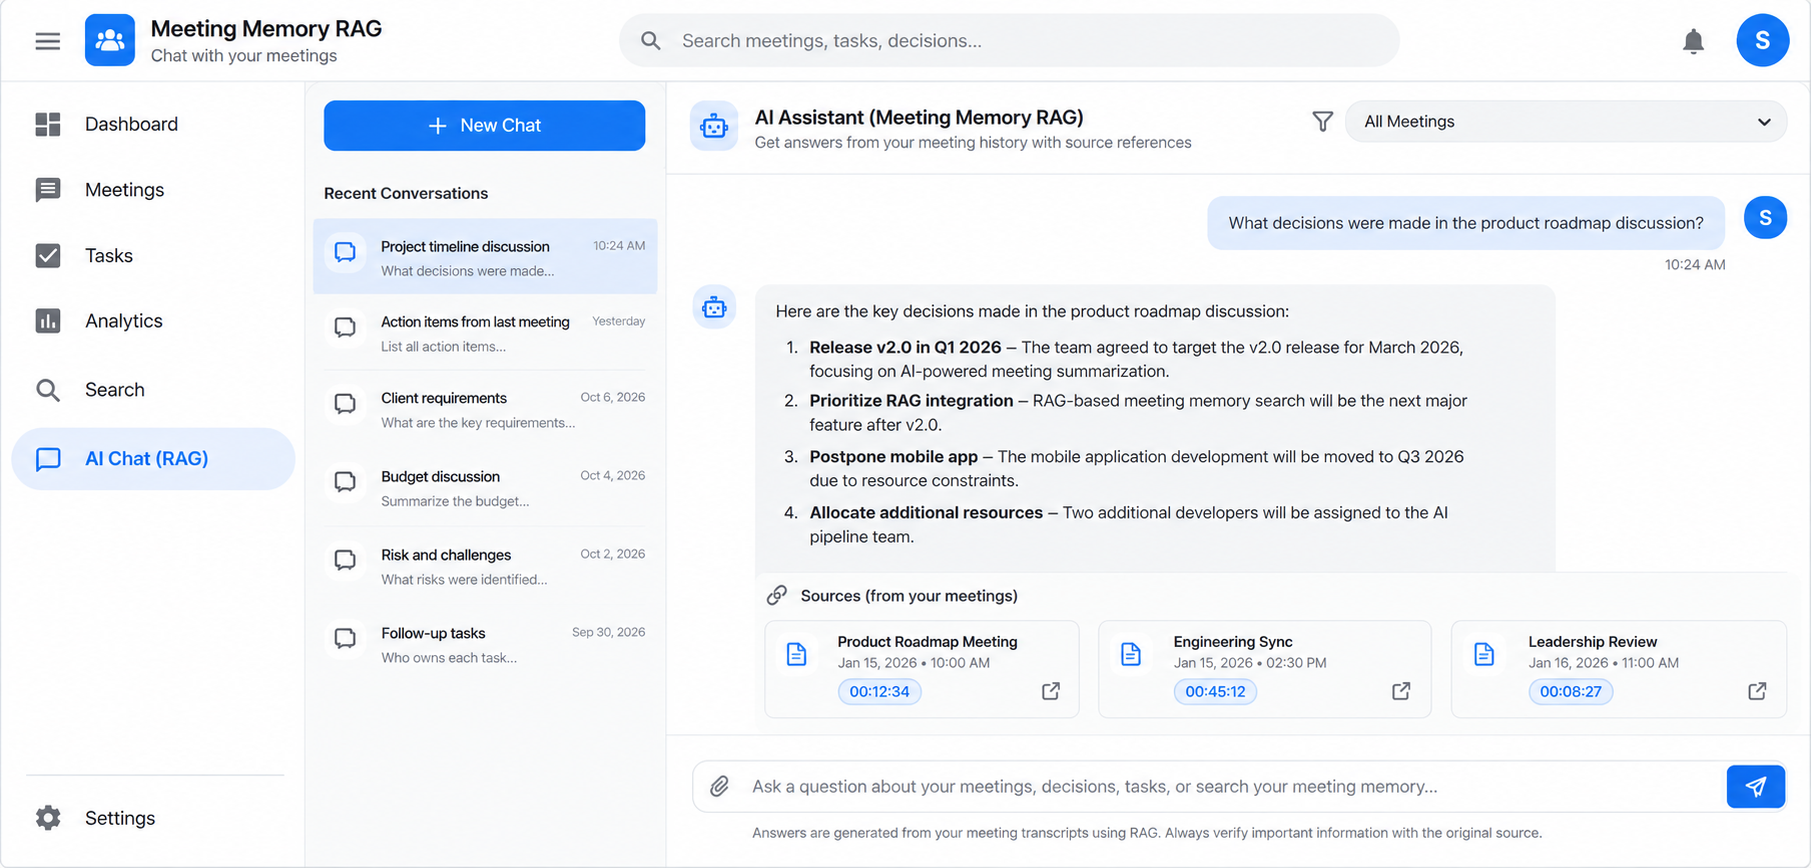 Meeting Memory RAG
Chat with your meetings
Search meetings, tasks, decisions...
S
Dashboard
Meetings
Tasks
Analytics
Search
AI Chat (RAG)
Settings
+ New Chat
Recent Conversations
Project timeline discussion 10:24 AM
What decisions were made...
Action items from last meeting Yesterday
List all action items...
Client requirements Oct 6, 2026
What are the key requirements...
Budget discussion Oct 4, 2026
Summarize the budget...
Risk and challenges Oct 2, 2026
What risks were identified...
Follow-up tasks Sep 30, 2026
Who owns each task...
AI Assistant (Meeting Memory RAG)
Get answers from your meeting history with source references
All Meetings
What decisions were made in the product roadmap discussion?
S
10:24 AM
Here are the key decisions made in the product roadmap discussion:
1. Release v2.0 in Q1 2026 – The team agreed to target the v2.0 release for March 2026,
focusing on AI-powered meeting summarization.
2. Prioritize RAG integration – RAG-based meeting memory search will be the next major
feature after v2.0.
3. Postpone mobile app – The mobile application development will be moved to Q3 2026
due to resource constraints.
4. Allocate additional resources – Two additional developers will be assigned to the AI
pipeline team.
Sources (from your meetings)
Product Roadmap Meeting
Jan 15, 2026 • 10:00 AM
00:12:34
Engineering Sync
Jan 15, 2026 • 02:30 PM
00:45:12
Leadership Review
Jan 16, 2026 • 11:00 AM
00:08:27
Ask a question about your meetings, decisions, tasks, or search your meeting memory...
Answers are generated from your meeting transcripts using RAG. Always verify important information with the original source.